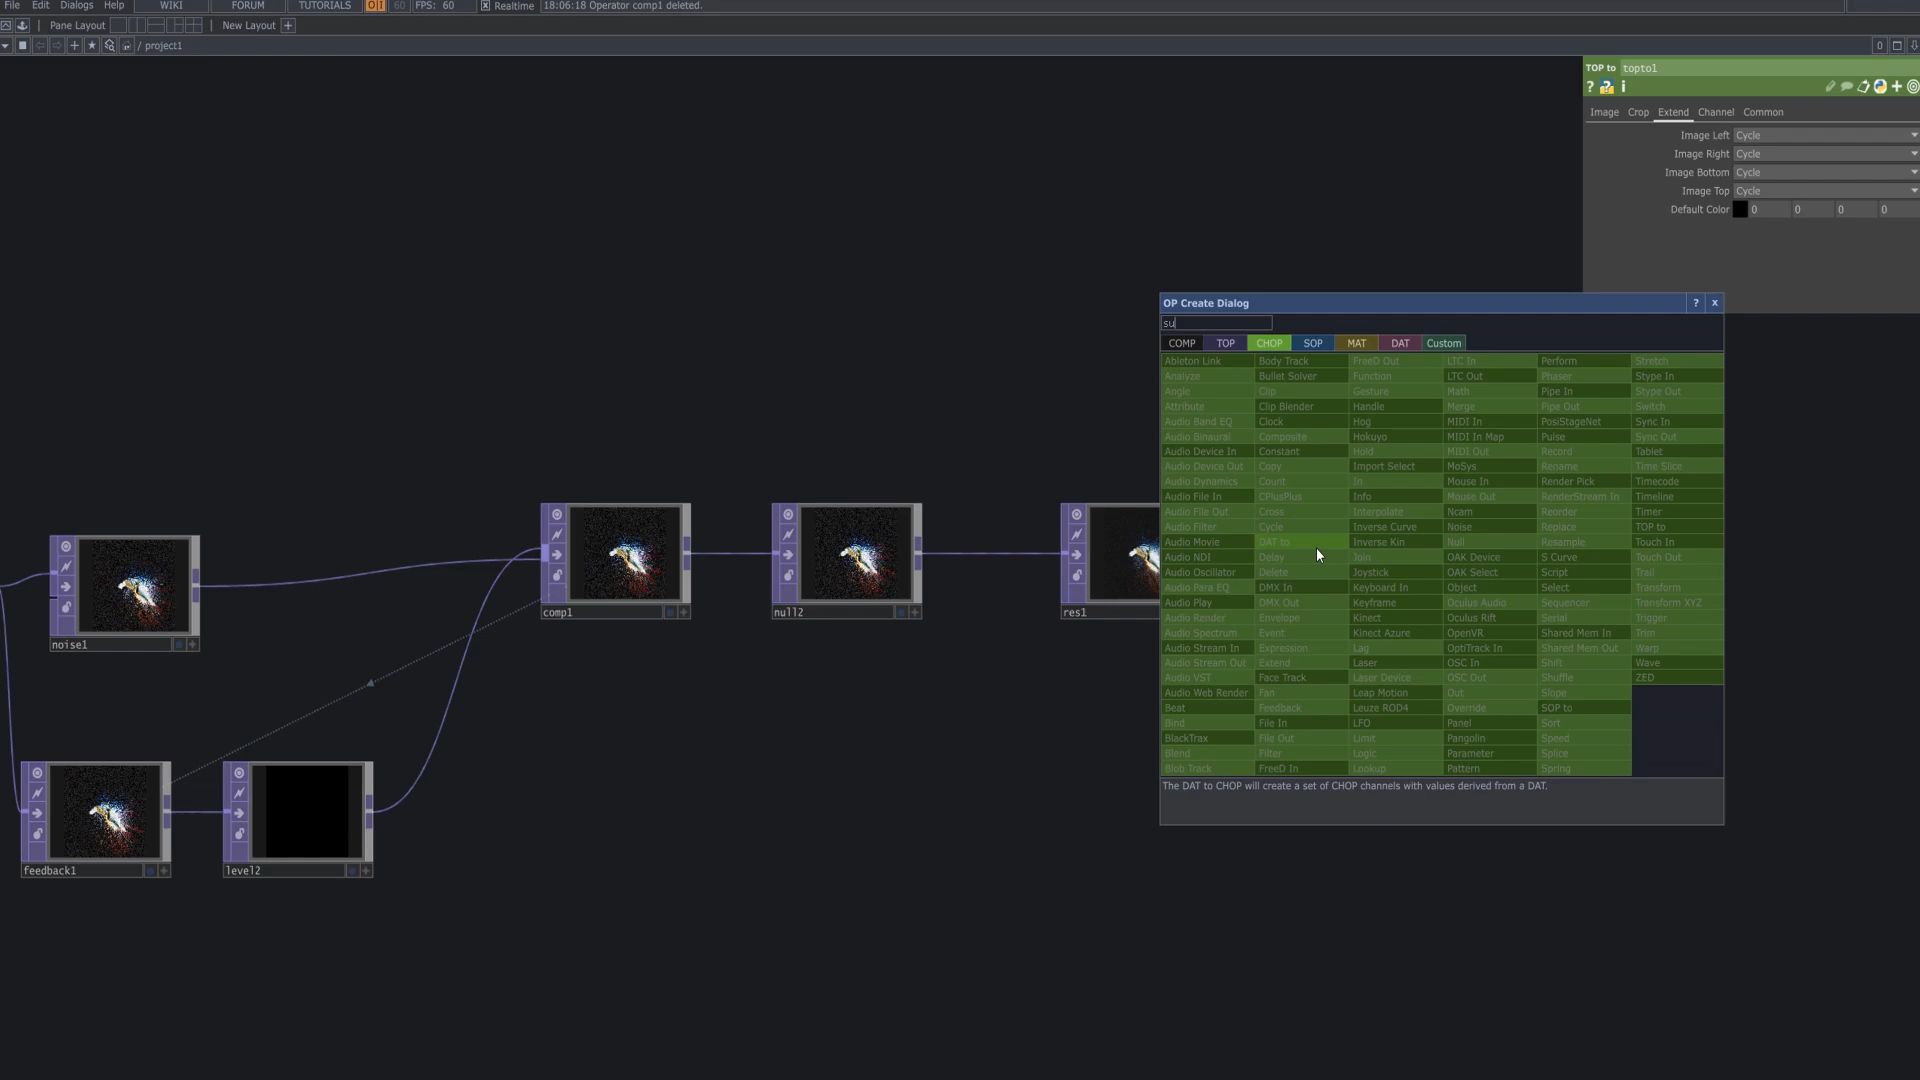 File Edit Dialogs Help WIKI FORUM TUTORIALS O|I 60 FPS: 60 Realtime 18:06:18 Operator comp1 deleted.
Pane Layout New Layout +
/ project1 0
TOP to topto1
? ? i
Image Crop Extend Channel Common
Image Left Cycle
Image Right Cycle
Image Bottom Cycle
Image Top Cycle
Default Color 0 0 0 0
OP Create Dialog ? x
su
COMP TOP CHOP SOP MAT DAT Custom
Ableton Link Body Track FreeD Out LTC In Perform Stretch
Analyze Bullet Solver Function LTC Out Phaser Stype In
Angle Clip Gesture Math Pipe In Stype Out
Attribute Clip Blender Handle Merge Pipe Out Switch
Audio Band EQ Clock Hog MIDI In PosiStageNet Sync In
Audio Binaural Composite Hokuyo MIDI In Map Pulse Sync Out
Audio Device In Constant Hold MIDI Out Record Tablet
Audio Device Out Copy Import Select MoSys Rename Time Slice
Audio Dynamics Count In Mouse In Render Pick Timecode
Audio File In CPlusPlus Info Mouse Out RenderStream In Timeline
Audio File Out Cross Interpolate Ncam Reorder Timer
Audio Filter Cycle Inverse Curve Noise Replace TOP to
Audio Movie DAT to Inverse Kin Null Resample Touch In
Audio NDI Delay Join OAK Device S Curve Touch Out
Audio Oscillator Delete Joystick OAK Select Script Trail
Audio Para EQ DMX In Keyboard In Object Select Transform
Audio Play DMX Out Keyframe Oculus Audio Sequencer Transform XYZ
Audio Render Envelope Kinect Oculus Rift Serial Trigger
Audio Spectrum Event Kinect Azure OpenVR Shared Mem In Trim
Audio Stream In Expression Lag OptiTrack In Shared Mem Out Warp
Audio Stream Out Extend Laser OSC In Shift Wave
Audio VST Face Track Laser Device OSC Out Shuffle ZED
Audio Web Render Fan Leap Motion Out Slope
Beat Feedback Leuze ROD4 Override SOP to
Bind File In LFO Panel Sort
BlackTrax File Out Limit Pangolin Speed
Blend Filter Logic Parameter Splice
Blob Track FreeD In Lookup Pattern Spring
The DAT to CHOP will create a set of CHOP channels with values derived from a DAT.
comp1 null2 res1
noise1
feedback1 level2